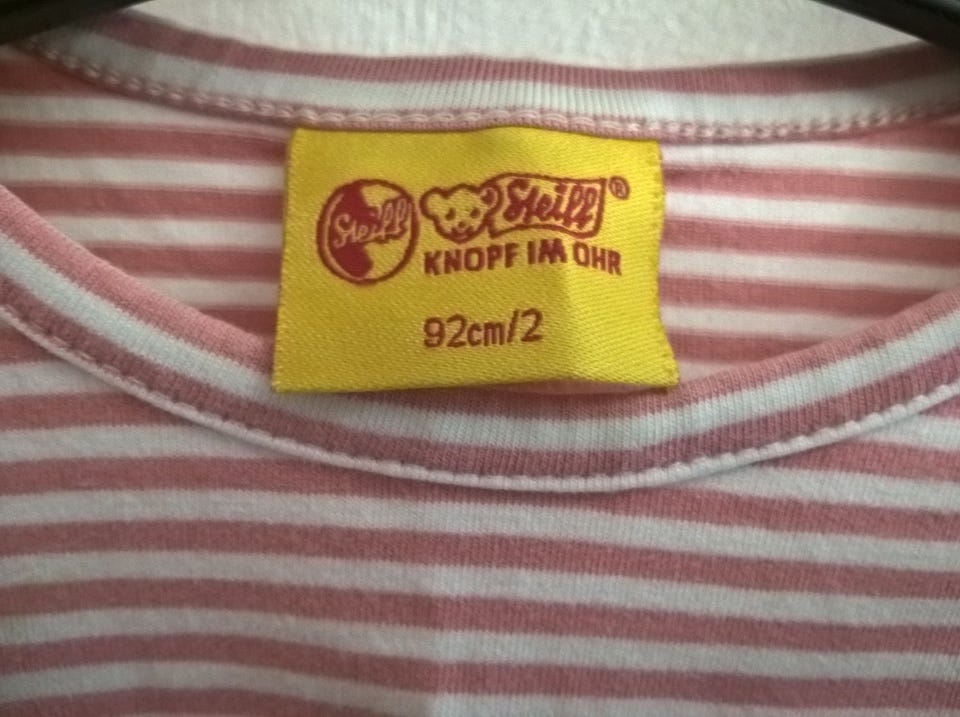 Steiff
Steiff®
KNOPF IM OHR
92cm/2